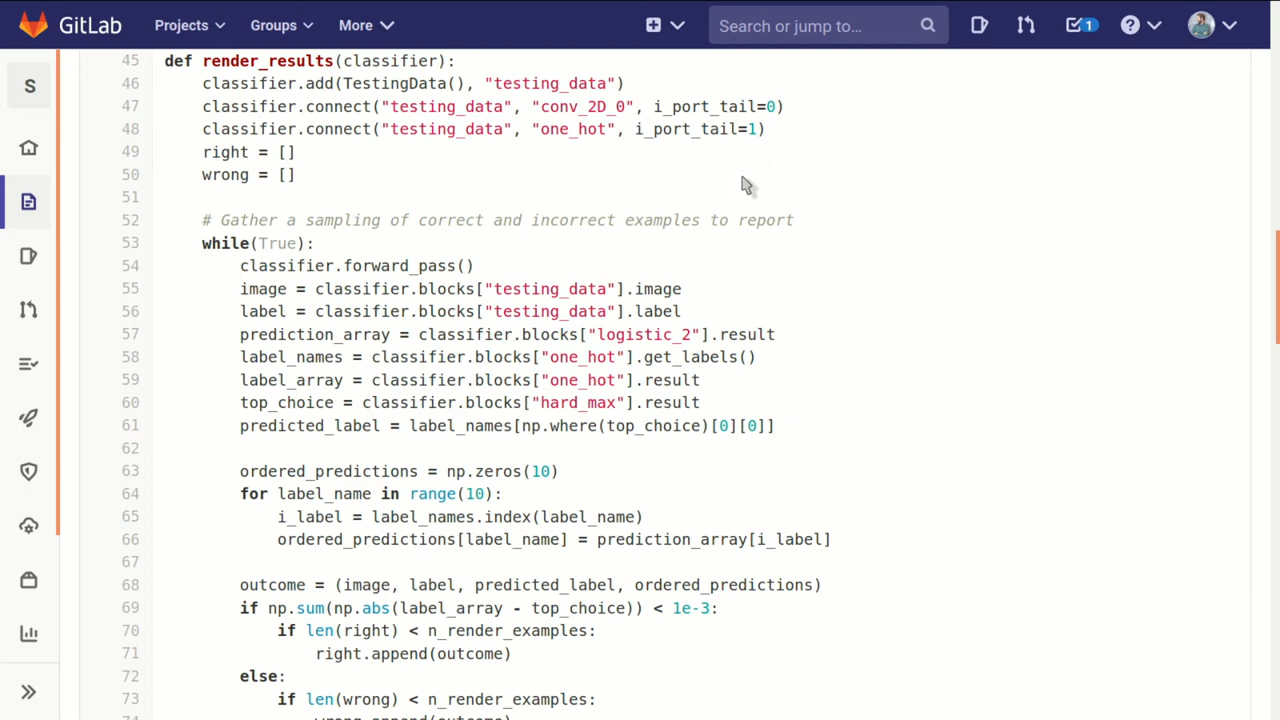 GitLab Projects Groups More Search or jump to... 1
S
45 def render_results(classifier):
46 classifier.add(TestingData(), "testing_data")
47 classifier.connect("testing_data", "conv_2D_0", i_port_tail=0)
48 classifier.connect("testing_data", "one_hot", i_port_tail=1)
49 right = []
50 wrong = []
51
52 # Gather a sampling of correct and incorrect examples to report
53 while(True):
54 classifier.forward_pass()
55 image = classifier.blocks["testing_data"].image
56 label = classifier.blocks["testing_data"].label
57 prediction_array = classifier.blocks["logistic_2"].result
58 label_names = classifier.blocks["one_hot"].get_labels()
59 label_array = classifier.blocks["one_hot"].result
60 top_choice = classifier.blocks["hard_max"].result
61 predicted_label = label_names[np.where(top_choice)[0][0]]
62
63 ordered_predictions = np.zeros(10)
64 for label_name in range(10):
65 i_label = label_names.index(label_name)
66 ordered_predictions[label_name] = prediction_array[i_label]
67
68 outcome = (image, label, predicted_label, ordered_predictions)
69 if np.sum(np.abs(label_array - top_choice)) < 1e-3:
70 if len(right) < n_render_examples:
71 right.append(outcome)
72 else:
73 if len(wrong) < n_render_examples:
74 wrong.append(outcome)